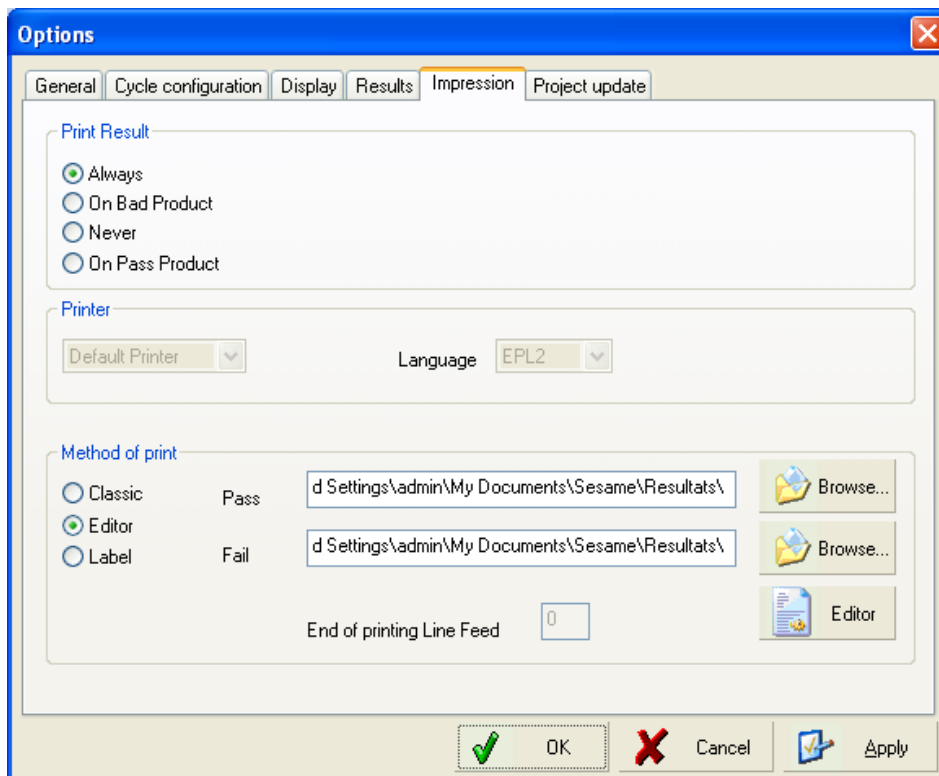 Options
General Cycle configuration Display Results Impression Project update
Print Result
Always
On Bad Product
Never
On Pass Product
Printer
Default Printer Language EPL2
Method of print
Classic Pass d Settings\admin\My Documents\Sesame\Resultats\ Browse...
Editor
Label Fail d Settings\admin\My Documents\Sesame\Resultats\ Browse...
End of printing Line Feed 0 Editor
OK Cancel Apply